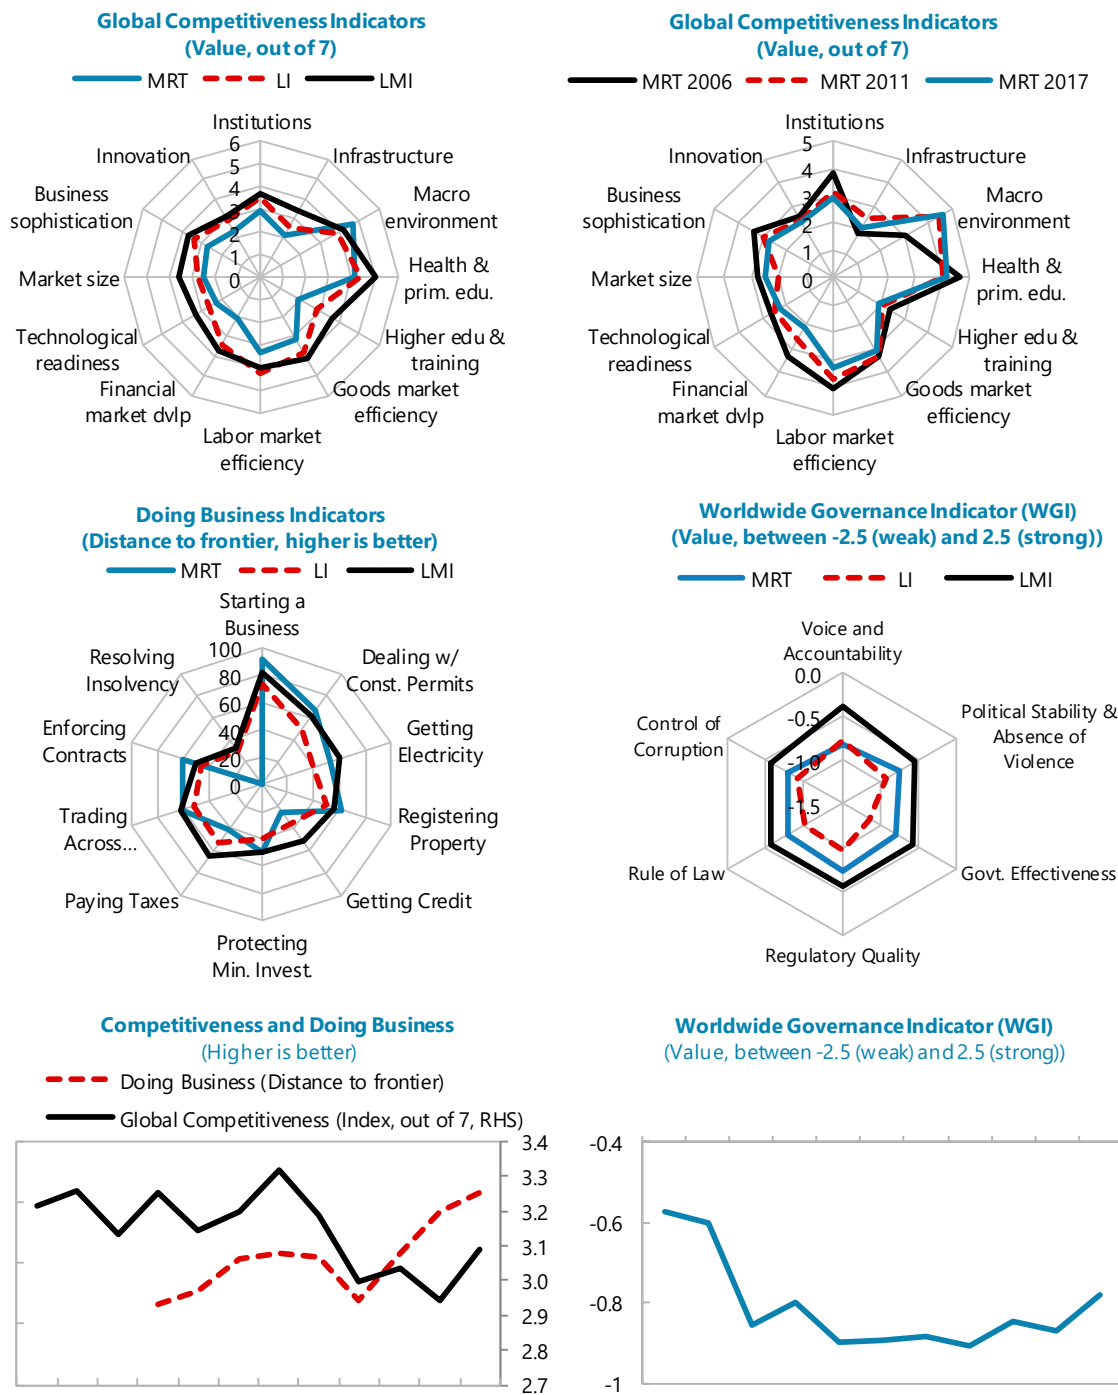 Global Competitiveness Indicators
(Value, out of 7)
MRT LI LMI
Institutions
Infrastructure
Macro
environment
Health &
prim. edu.
Higher edu &
training
Goods market
efficiency
Labor market
efficiency
Financial
market dvlp
Technological
readiness
Market size
Business
sophistication
Innovation
6
5
4
3
2
1
0
Global Competitiveness Indicators
(Value, out of 7)
MRT 2006 MRT 2011 MRT 2017
Institutions
Infrastructure
Macro
environment
Health &
prim. edu.
Higher edu &
training
Goods market
efficiency
Labor market
efficiency
Financial
market dvlp
Technological
readiness
Market size
Business
sophistication
Innovation
5
4
3
2
1
0
Doing Business Indicators
(Distance to frontier, higher is better)
MRT LI LMI
Starting a
Business
Dealing w/
Const. Permits
Getting
Electricity
Registering
Property
Getting Credit
Protecting
Min. Invest.
Paying Taxes
Trading
Across...
Enforcing
Contracts
Resolving
Insolvency
100
80
60
40
20
0
Worldwide Governance Indicator (WGI)
(Value, between -2.5 (weak) and 2.5 (strong))
MRT LI LMI
Voice and
Accountability
Political Stability &
Absence of
Violence
Govt. Effectiveness
Regulatory Quality
Rule of Law
Control of
Corruption
0.0
-0.5
-1.0
-1.5
Competitiveness and Doing Business
(Higher is better)
Doing Business (Distance to frontier)
Global Competitiveness (Index, out of 7, RHS)
3.4
3.3
3.2
3.1
3.0
2.9
2.8
2.7
Worldwide Governance Indicator (WGI)
(Value, between -2.5 (weak) and 2.5 (strong))
-0.4
-0.6
-0.8
-1